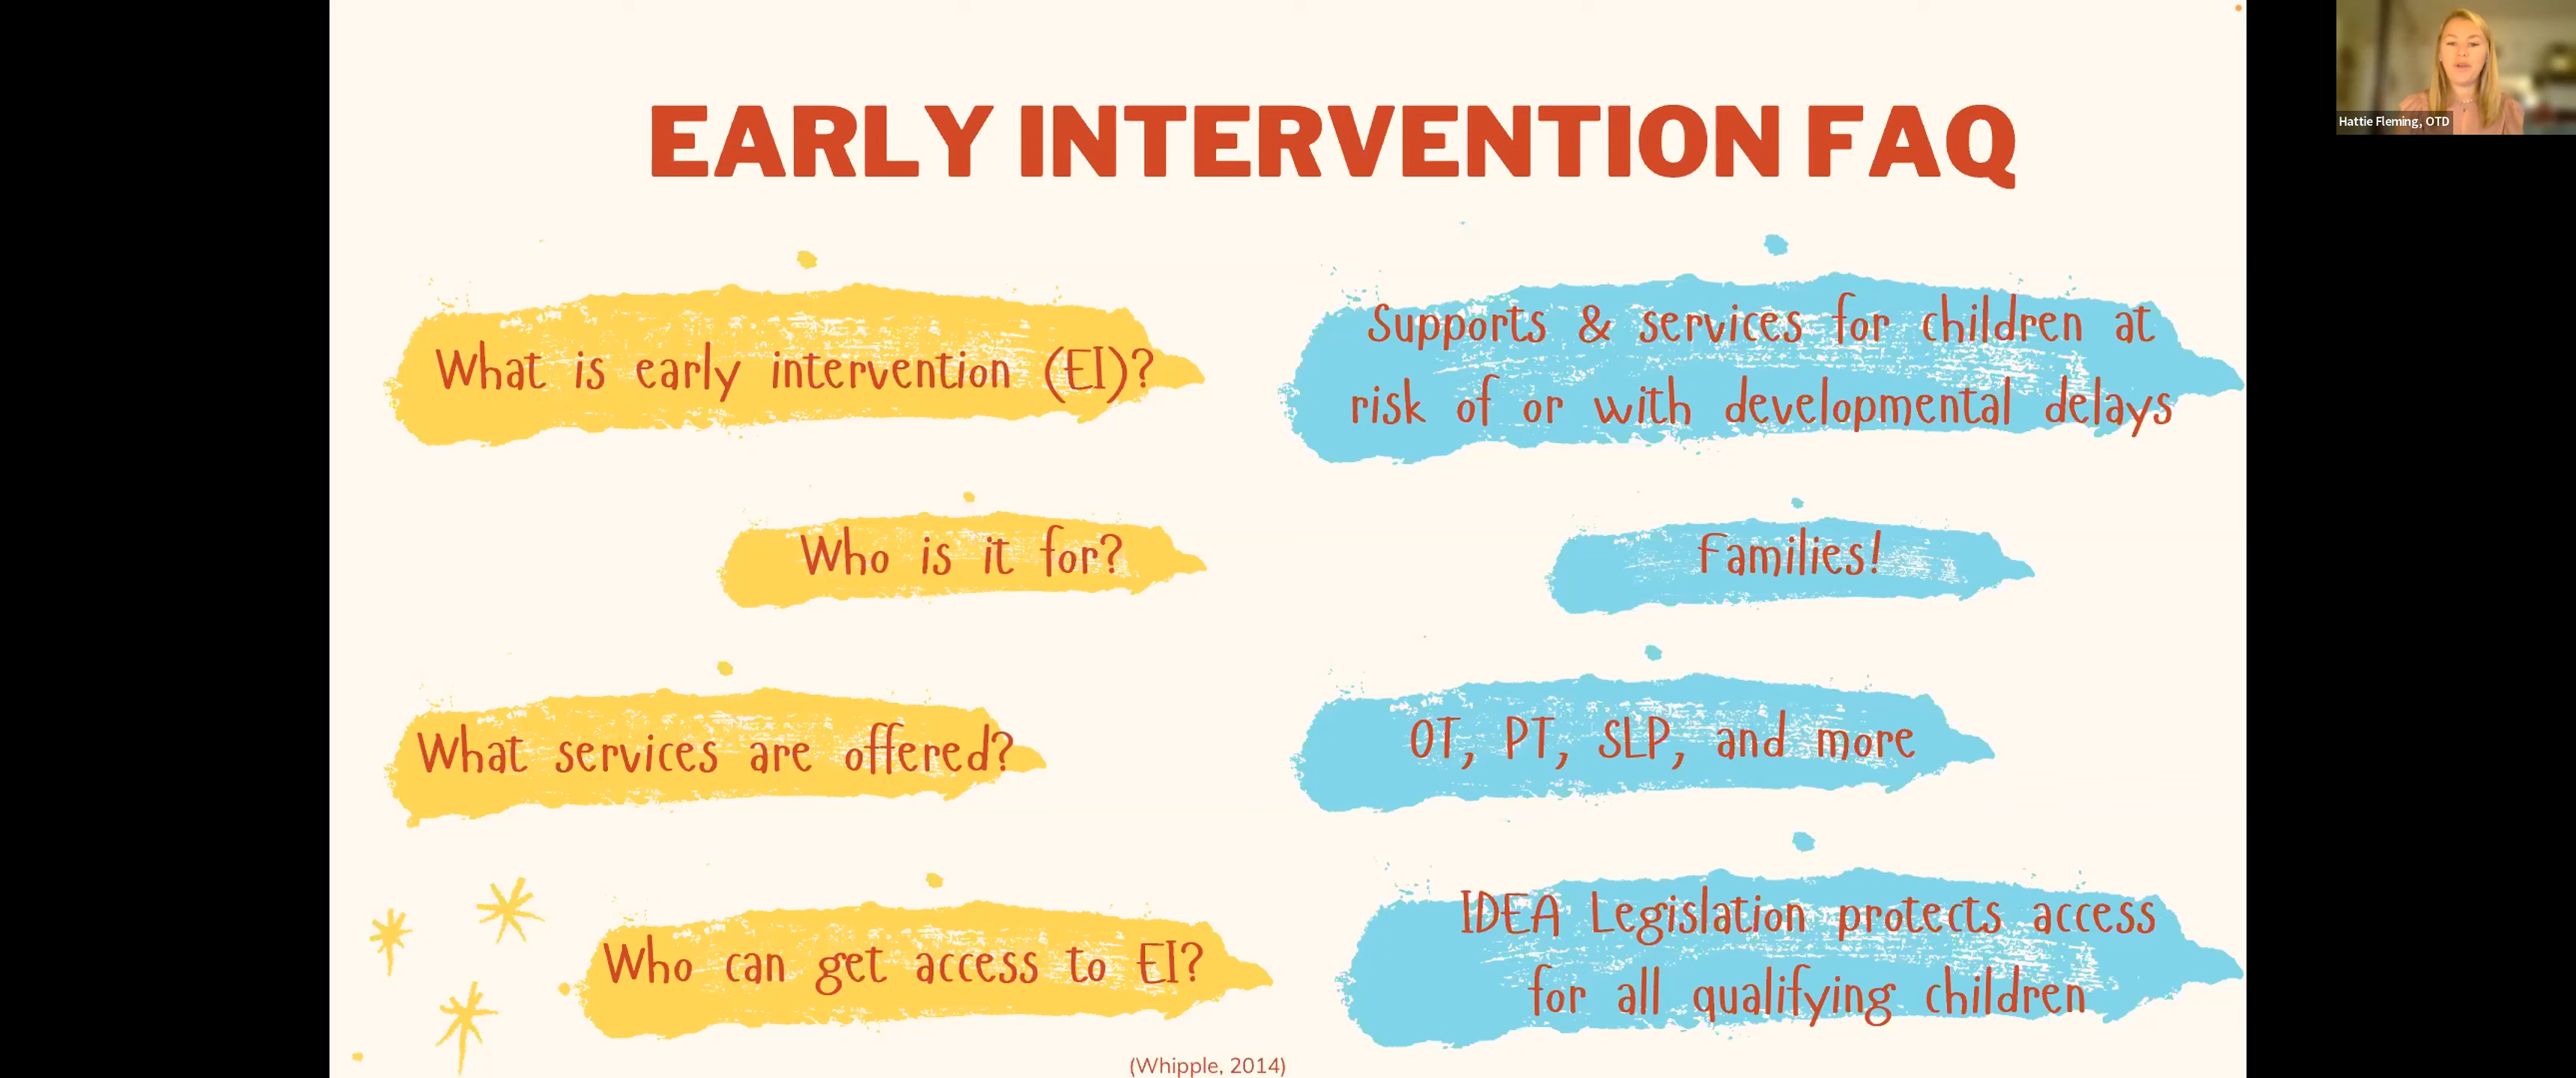 EARLY INTERVENTION FAQ
Hattie Fleming, OTD
What is early intervention (EI)?
Supports & services for children at
risk of or with developmental delays
Who is it for?
Families!
What services are offered?
OT, PT, SLP, and more
Who can get access to EI?
IDEA Legislation protects access
for all qualifying children
(Whipple, 2014)